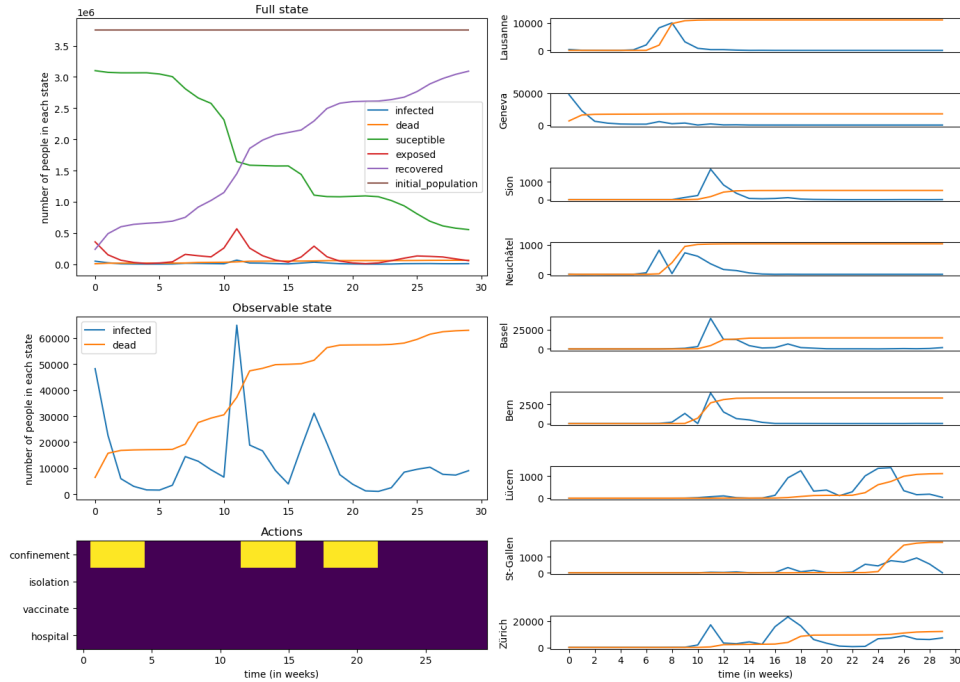 Full state
1e6
number of people in each state
3.5
3.0
2.5
2.0
1.5
1.0
0.5
0.0
infected
dead
suceptible
exposed
recovered
initial_population
0 5 10 15 20 25 30
Observable state
number of people in each state
60000
50000
40000
30000
20000
10000
0
infected
dead
0 5 10 15 20 25 30
Actions
confinement
isolation
vaccinate
hospital
0 5 10 15 20 25
time (in weeks)
Lausanne
10000
0
Geneva
50000
0
Sion
1000
0
Neuchâtel
1000
0
Basel
25000
0
Bern
2500
0
Lucern
1000
0
St-Gallen
1000
0
Zürich
20000
0
0 2 4 6 8 10 12 14 16 18 20 22 24 26 28 30
time (in weeks)